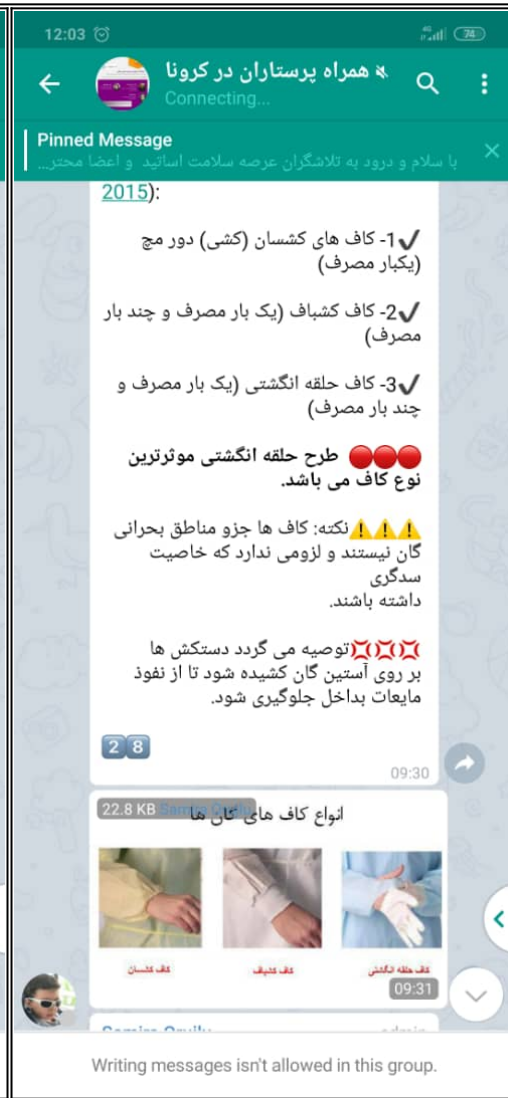 12:03
74
همراه پرستاران در کرونا
Connecting...
Pinned Message
با سلام و درود به تلاشگران عرصه سلامت اساتید و اعضا محتر...
2015):
✔1- کاف های کشسان (کشی) دور مچ
(یکبار مصرف)
✔2- کاف کشباف (یک بار مصرف و چند بار
مصرف)
✔3- کاف حلقه انگشتی (یک بار مصرف و
چند بار مصرف)
🔴🔴🔴 طرح حلقه انگشتی موثرترین
نوع کاف می باشد.
⚠⚠⚠نکته: کاف ها جزو مناطق بحرانی
گان نیستند و لزومی ندارد که خاصیت
سدگری
داشته باشند.
💢💢💢توصیه می گردد دستکش ها
بر روی آستین گان کشیده شود تا از نفوذ
مایعات بداخل جلوگیری شود.
28
09:30
22.8 KB
انواع کاف های گان ها
کاف کشسان
کاف کشباف
کاف حلقه انگشتی
09:31
Samira Orujlu
admin
Writing messages isn't allowed in this group.